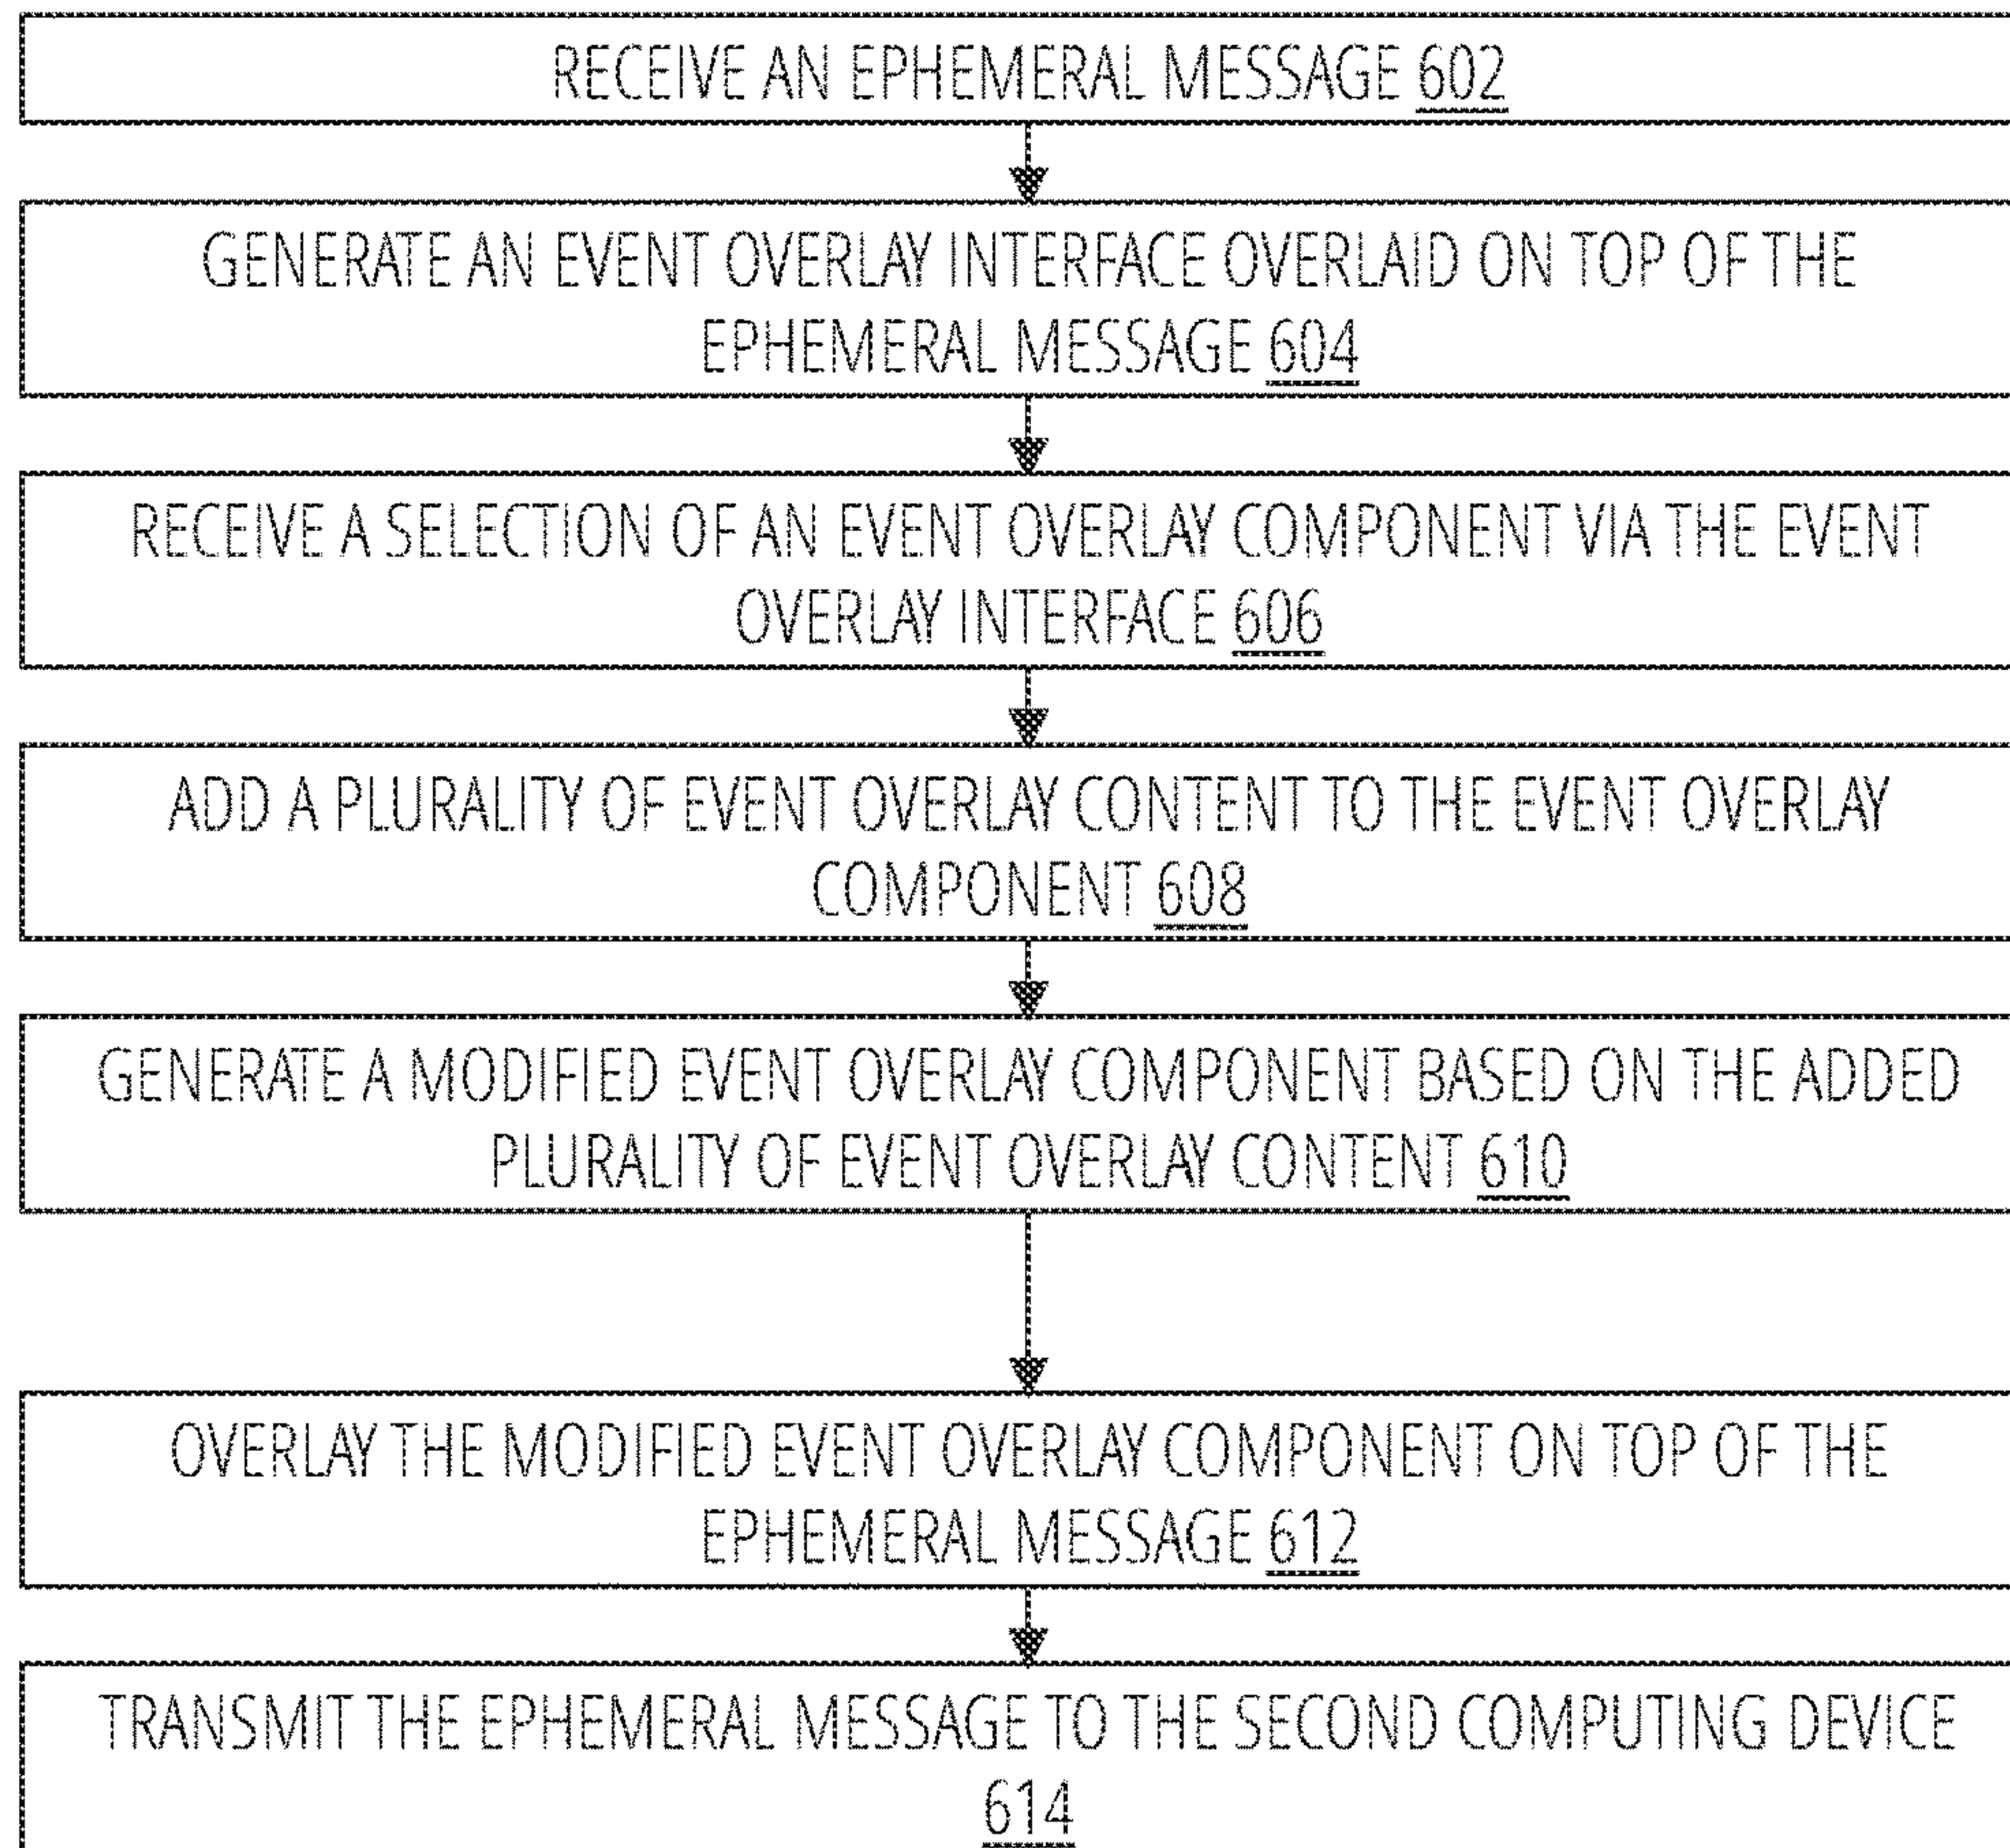 RECEIVE AN EPHEMERAL MESSAGE 602
GENERATE AN EVENT OVERLAY INTERFACE OVERLAID ON TOP OF THE
EPHEMERAL MESSAGE 604
RECEIVE A SELECTION OF AN EVENT OVERLAY COMPONENT VIA THE EVENT
OVERLAY INTERFACE 606
ADD A PLURALITY OF EVENT OVERLAY CONTENT TO THE EVENT OVERLAY
COMPONENT 608
GENERATE A MODIFIED EVENT OVERLAY COMPONENT BASED ON THE ADDED
PLURALITY OF EVENT OVERLAY CONTENT 610
OVERLAY THE MODIFIED EVENT OVERLAY COMPONENT ON TOP OF THE
EPHEMERAL MESSAGE 612
TRANSMIT THE EPHEMERAL MESSAGE TO THE SECOND COMPUTING DEVICE
614